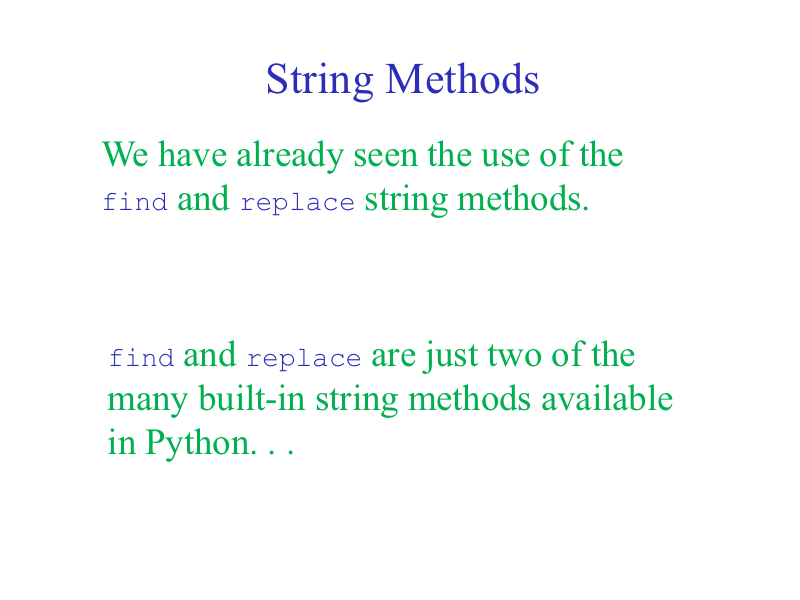 String Methods
We have already seen the use of the
find and replace string methods.
find and replace are just two of the
many built-in string methods available
in Python. . .